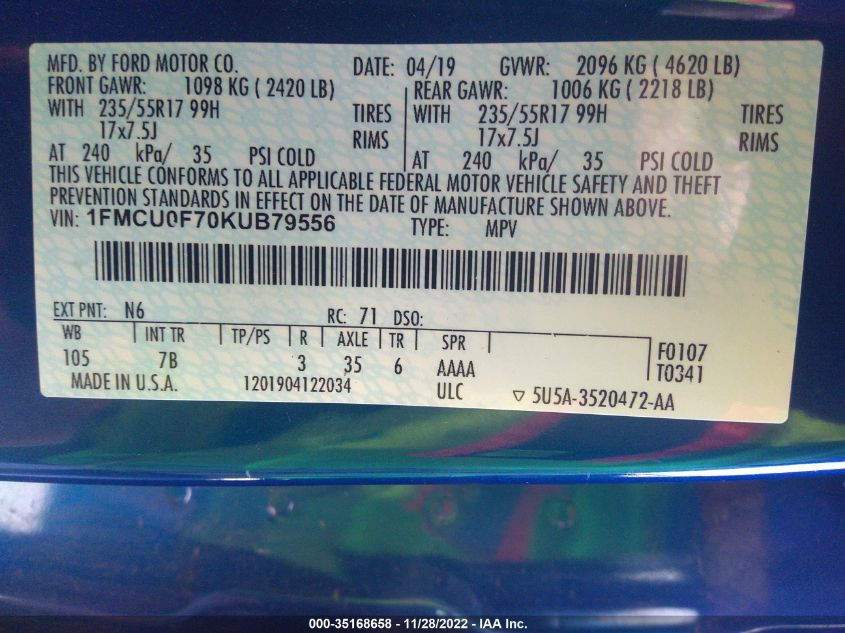 MFD. BY FORD MOTOR CO. DATE: 04/19 GVWR: 2096 KG ( 4620 LB)
FRONT GAWR: 1098 KG ( 2420 LB) REAR GAWR: 1006 KG ( 2218 LB)
WITH 235/55R17 99H TIRES WITH 235/55R17 99H TIRES
17x7.5J RIMS 17x7.5J RIMS
AT 240 kPa/ 35 PSI COLD AT 240 kPa/ 35 PSI COLD
THIS VEHICLE CONFORMS TO ALL APPLICABLE FEDERAL MOTOR VEHICLE SAFETY AND THEFT
PREVENTION STANDARDS IN EFFECT ON THE DATE OF MANUFACTURE SHOWN ABOVE.
VIN: 1FMCU0F70KUB79556 TYPE: MPV
EXT PNT: N6 RC: 71 DSO:
WB INT TR TP/PS R AXLE TR SPR F0107
105 7B 3 35 6 AAAA T0341
MADE IN U.S.A. 1201904122034 ULC ▽ 5U5A-3520472-AA
000-35168658 - 11/28/2022 - IAA Inc.